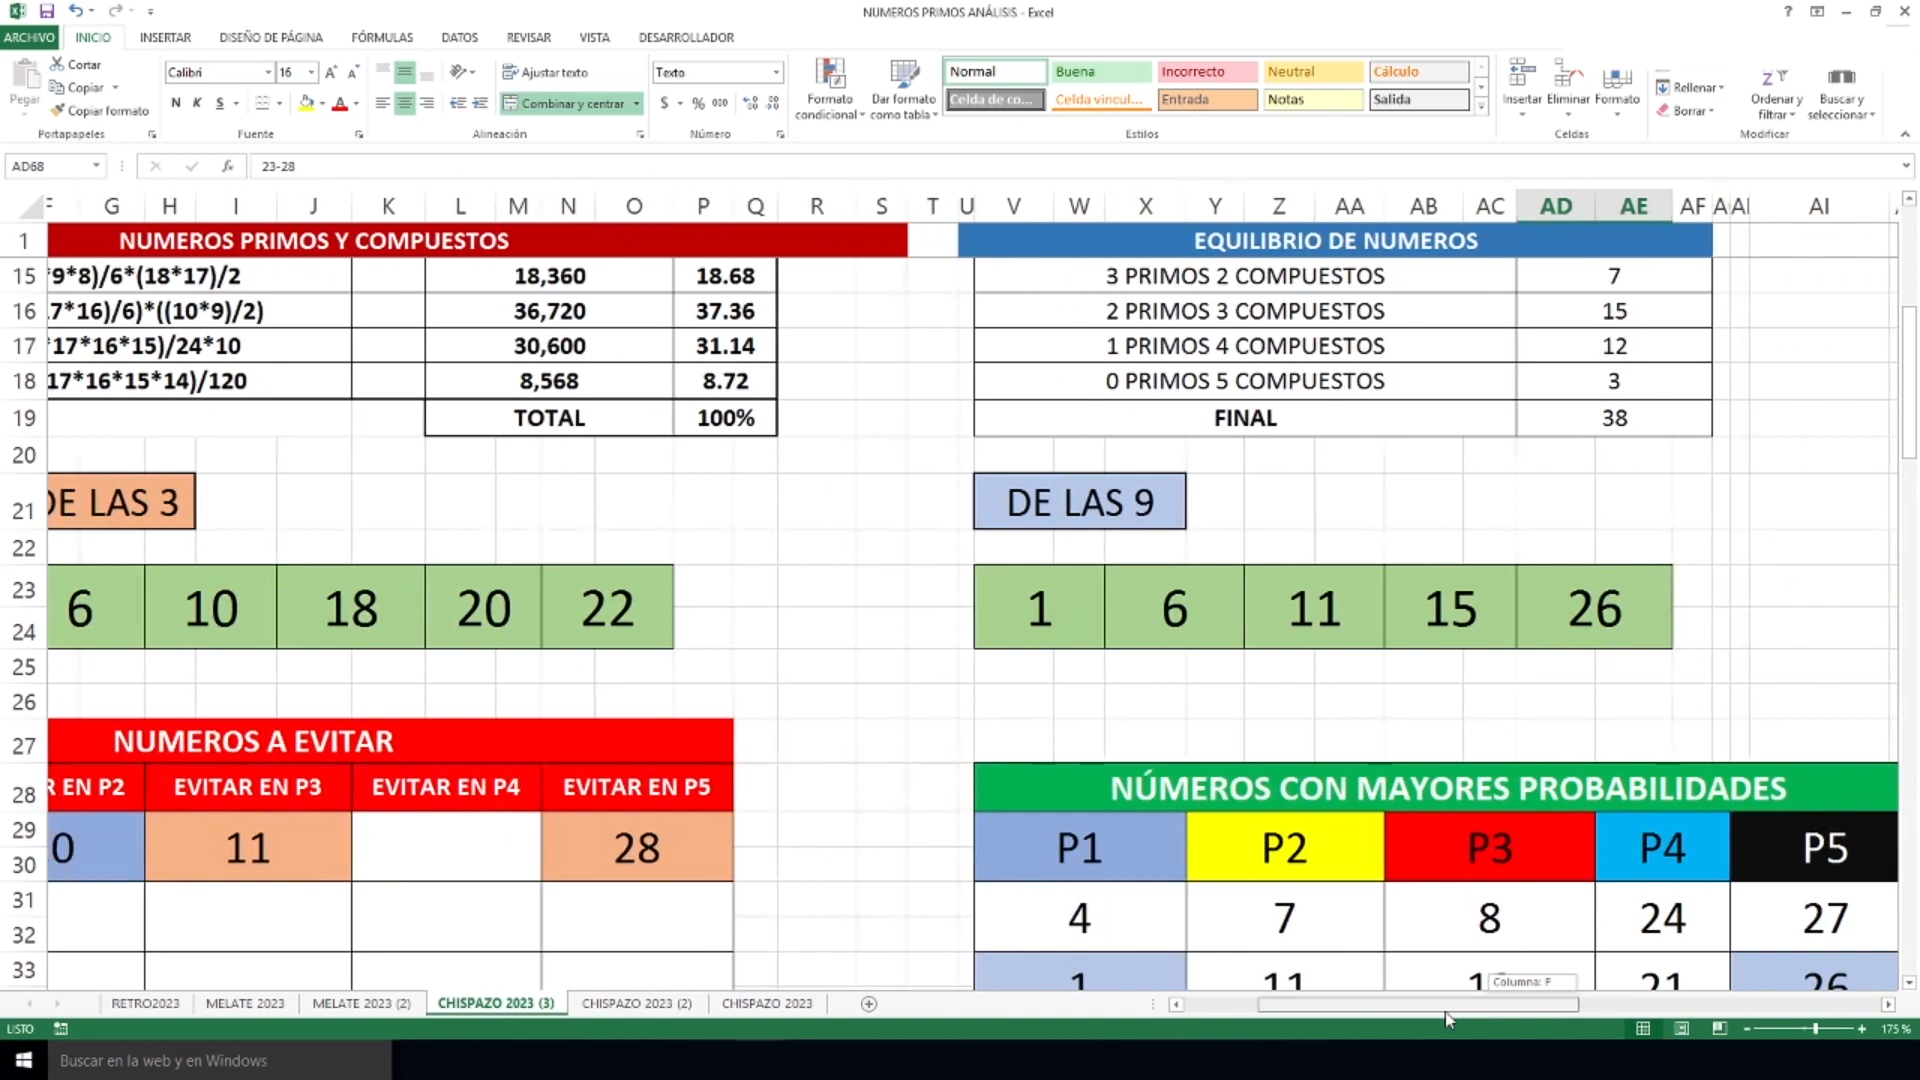 NUMEROS PRIMOS ANÁLISIS - Excel
ARCHIVO INICIO INSERTAR DISEÑO DE PÁGINA FÓRMULAS DATOS REVISAR VISTA DESARROLLADOR
Pegar Cortar Copiar Copiar formato
Portapapeles
Calibri 16
N K S
Fuente
Ajustar texto
Combinar y centrar
Alineación
Texto
$ % 000
Número
Formato condicional
Dar formato como tabla
Normal Buena Incorrecto Neutral Cálculo
Celda de co... Celda vincul... Entrada Notas Salida
Estilos
Insertar Eliminar Formato
Celdas
Rellenar
Borrar
Ordenar y filtrar
Buscar y seleccionar
Modificar
AD68 fx 23-28
F G H I J K L M N O P Q R S T U V W X Y Z AA AB AC AD AE AF AI
1 NUMEROS PRIMOS Y COMPUESTOS EQUILIBRIO DE NUMEROS
15 *9*8)/6*(18*17)/2 18,360 18.68 3 PRIMOS 2 COMPUESTOS 7
16 7*16)/6)*((10*9)/2) 36,720 37.36 2 PRIMOS 3 COMPUESTOS 15
17 *17*16*15)/24*10 30,600 31.14 1 PRIMOS 4 COMPUESTOS 12
18 17*16*15*14)/120 8,568 8.72 0 PRIMOS 5 COMPUESTOS 3
19 TOTAL 100% FINAL 38
20
21 DE LAS 3 DE LAS 9
22
23
6 10 18 20 22 1 6 11 15 26
24
25
26
27 NUMEROS A EVITAR
28 R EN P2 EVITAR EN P3 EVITAR EN P4 EVITAR EN P5 NÚMEROS CON MAYORES PROBABILIDADES
29
0 11 28 P1 P2 P3 P4 P5
30
31
4 7 8 24 27
32
33 1 11 1 21 26
Columna: F
RETRO2023 MELATE 2023 MELATE 2023 (2) CHISPAZO 2023 (3) CHISPAZO 2023 (2) CHISPAZO 2023
LISTO 175 %
Buscar en la web y en Windows